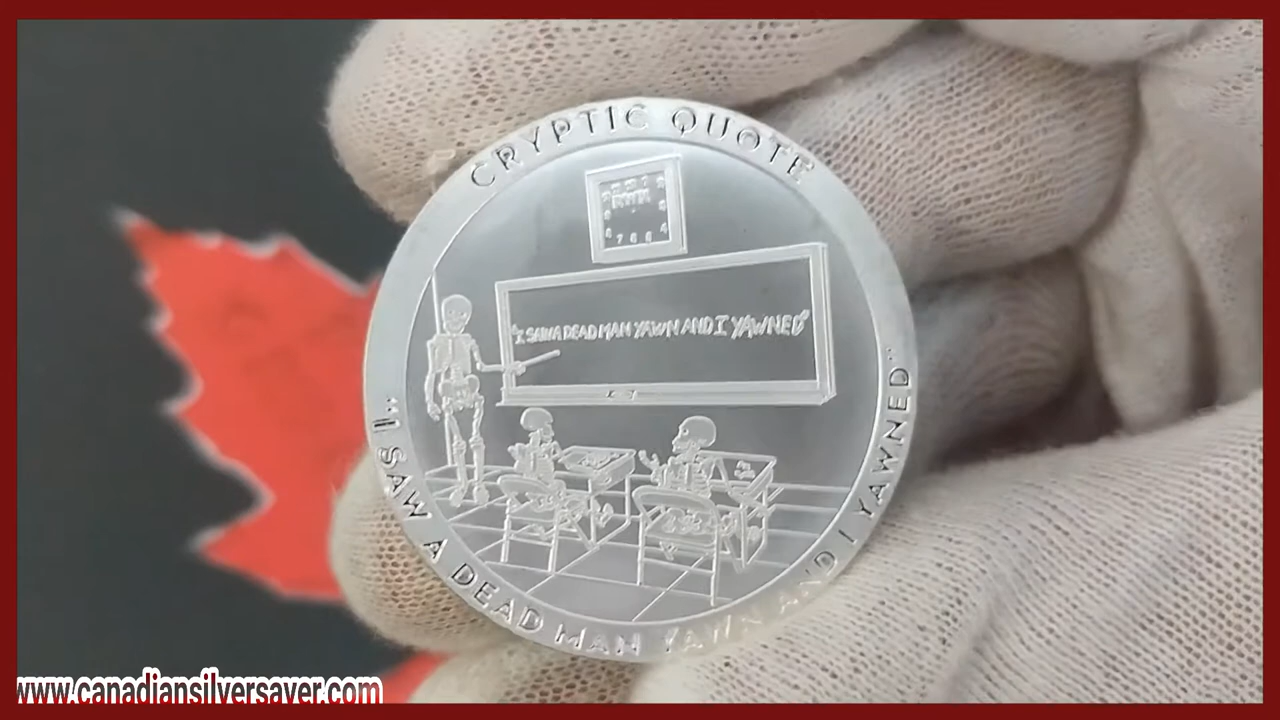 CRYPTIC QUOTE
"I SAW A DEAD MAN YAWN AND I YAWNED"
"I SAW A DEAD MAN YAWN AND I YAWNED"
www.canadiansilversaver.com